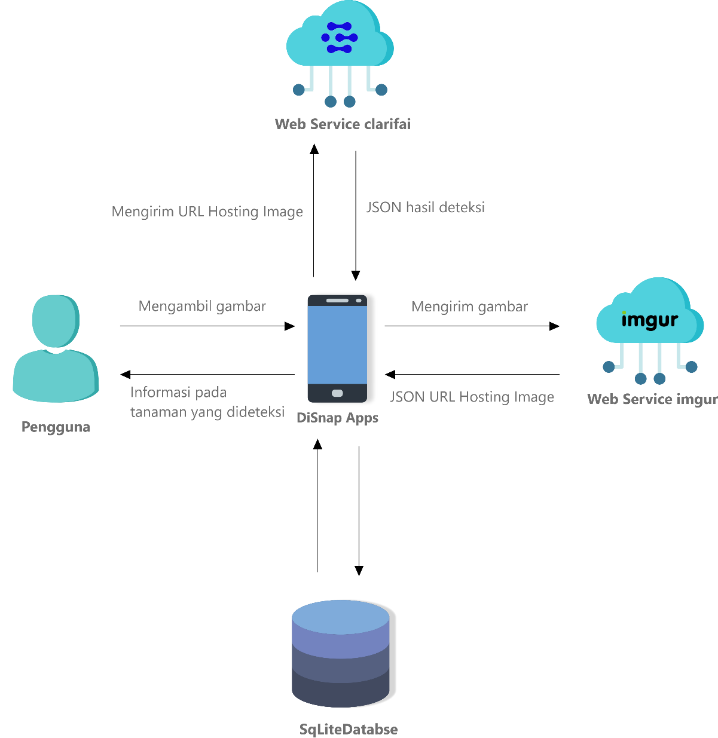 Web Service clarifai
Mengirim URL Hosting Image
JSON hasil deteksi
Mengambil gambar
Mengirim gambar
imgur
Informasi pada
tanaman yang dideteksi
JSON URL Hosting Image
Web Service imgur
Pengguna
DiSnap Apps
SqLiteDatabse